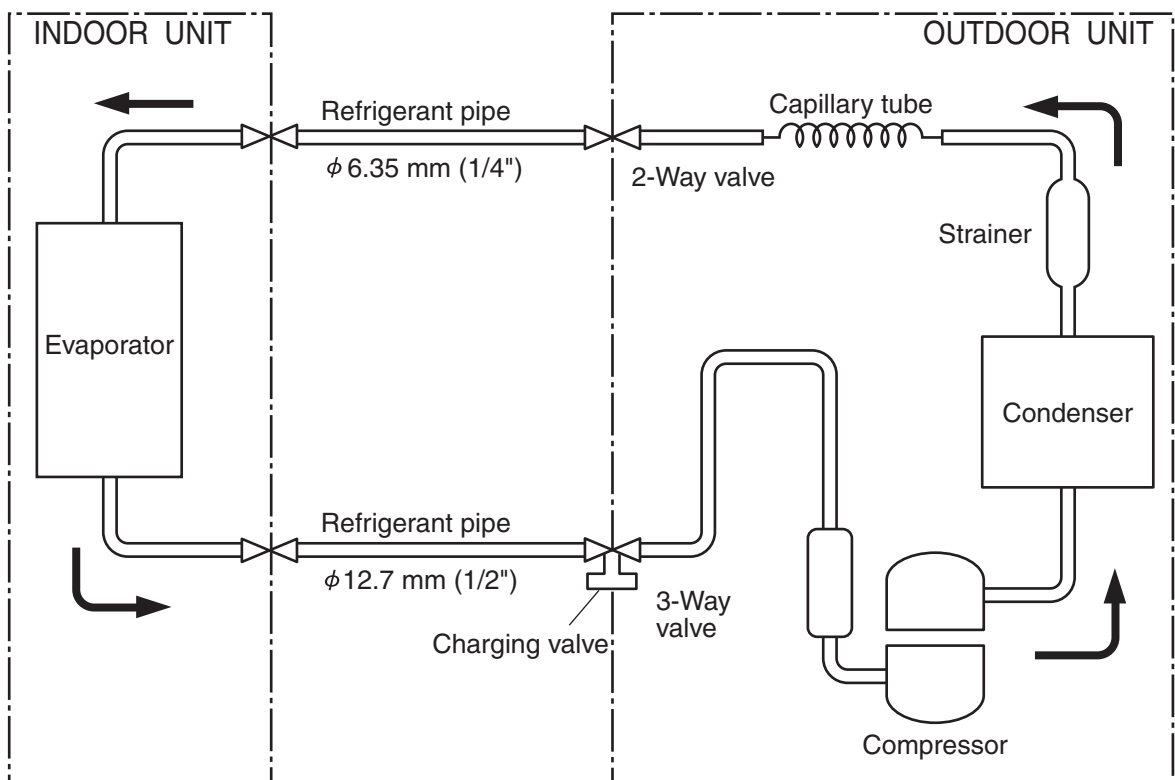 INDOOR UNIT
OUTDOOR UNIT
Refrigerant pipe
ϕ 6.35 mm (1/4")
Capillary tube
2-Way valve
Strainer
Evaporator
Condenser
Refrigerant pipe
ϕ 12.7 mm (1/2")
3-Way
valve
Charging valve
Compressor